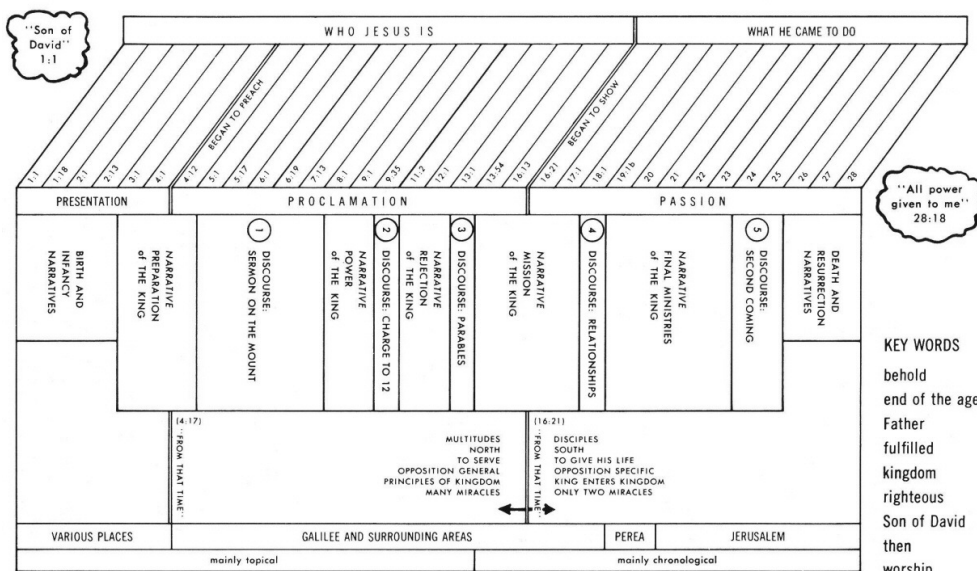 "Son of
David"
1:1
WHO JESUS IS
WHAT HE CAME TO DO
BEGAN TO PREACH
BEGAN TO SHOW
1:1
1:18
2:1
2:13
3:1
4:1
4:12
5:1
5:17
6:1
6:19
7:13
8:1
9:1
9:35
11:2
12:1
13:1
13:54
16:13
16:21
17:1
18:1
19:11b
20
21
22
23
24
25
26
27
28
"All power
given to me"
28:18
PRESENTATION
PROCLAMATION
PASSION
BIRTH AND
INFANCY
NARRATIVES
NARRATIVE
PREPARATION
of THE KING
1
DISCOURSE:
SERMON ON THE MOUNT
NARRATIVE
POWER
of THE KING
2
DISCOURSE: CHARGE TO 12
NARRATIVE
REJECTION
of THE KING
3
DISCOURSE: PARABLES
NARRATIVE
MISSION
of THE KING
4
DISCOURSE: RELATIONSHIPS
NARRATIVE
FINAL MINISTRIES
of THE KING
5
DISCOURSE:
SECOND COMING
DEATH AND
RESURRECTION
NARRATIVES
KEY WORDS
behold
end of the age
Father
fulfilled
kingdom
righteous
Son of David
then
worship
(4:17)
"FROM THAT TIME"
MULTITUDES
NORTH
TO SERVE
OPPOSITION GENERAL
PRINCIPLES OF KINGDOM
MANY MIRACLES
(16:21)
"FROM THAT TIME"
DISCIPLES
SOUTH
TO GIVE HIS LIFE
OPPOSITION SPECIFIC
KING ENTERS KINGDOM
ONLY TWO MIRACLES
VARIOUS PLACES
GALILEE AND SURROUNDING AREAS
PEREA
JERUSALEM
mainly topical
mainly chronological